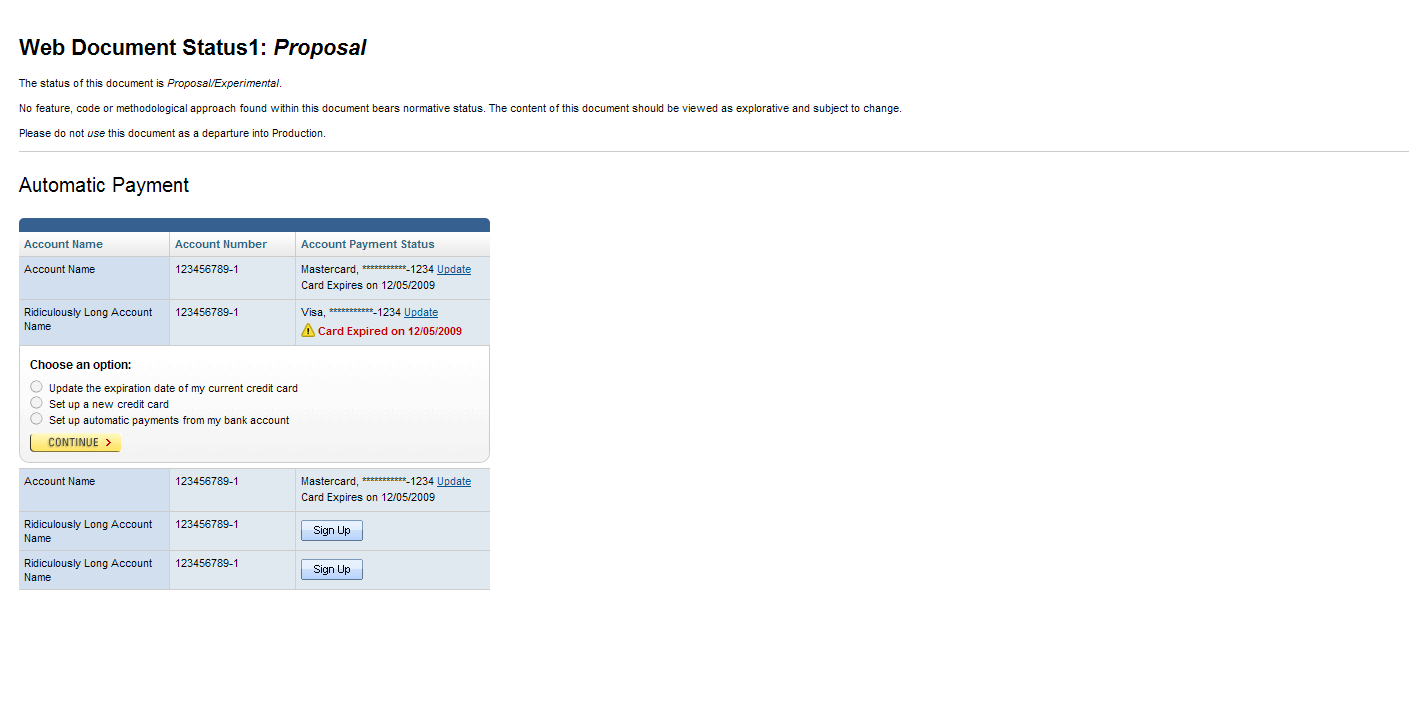 Web Document Status1: Proposal
The status of this document is Proposal/Experimental.
No feature, code or methodological approach found within this document bears normative status. The content of this document should be viewed as explorative and subject to change.
Please do not use this document as a departure into Production.
Automatic Payment
Account Name Account Number Account Payment Status
Account Name 123456789-1 Mastercard, ***********-1234 Update
Card Expires on 12/05/2009
Ridiculously Long Account 123456789-1 Visa, ***********-1234 Update
Name Card Expired on 12/05/2009
Choose an option:
Update the expiration date of my current credit card
Set up a new credit card
Set up automatic payments from my bank account
CONTINUE >
Account Name 123456789-1 Mastercard, ***********-1234 Update
Card Expires on 12/05/2009
Ridiculously Long Account 123456789-1 Sign Up
Name
Ridiculously Long Account 123456789-1 Sign Up
Name